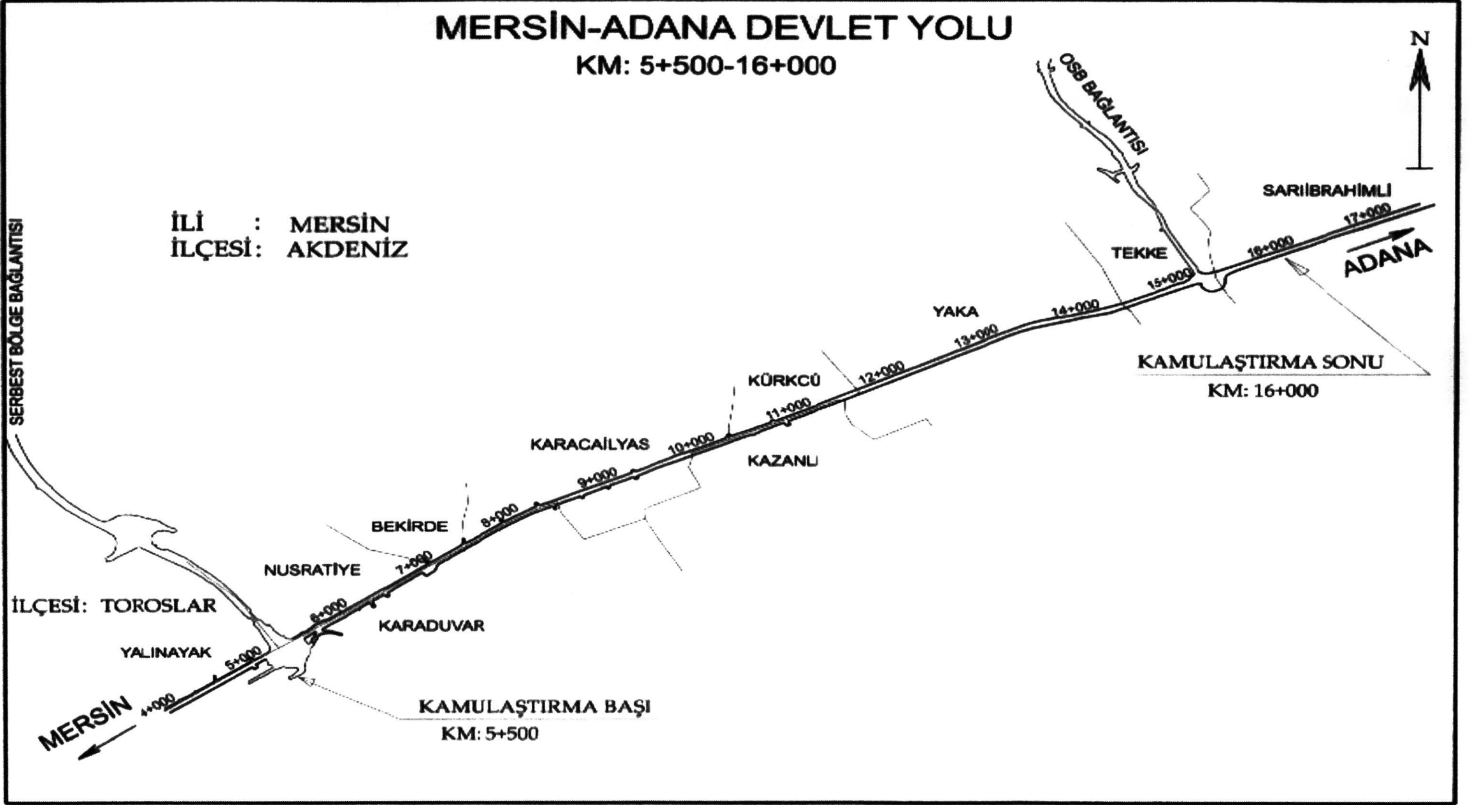 MERSİN-ADANA DEVLET YOLU
KM: 5+500-16+000
N
OSB BAĞLANTISI
SARIİBRAHİMLİ
İLİ : MERSİN
İLÇESİ: AKDENİZ
SERBEST BÖLGE BAĞLANTISI
17+000
16+000
ADANA
TEKKE
15+000
14+000
YAKA
13+000
KAMULAŞTIRMA SONU
KM: 16+000
12+000
KÜRKCÜ
11+000
KARACAİLYAS
10+000
KAZANLI
9+000
8+000
BEKİRDE
7+000
NUSRATİYE
6+000
İLÇESİ: TOROSLAR
KARADUVAR
YALINAYAK
5+000
4+000
MERSİN
KAMULAŞTIRMA BAŞI
KM: 5+500